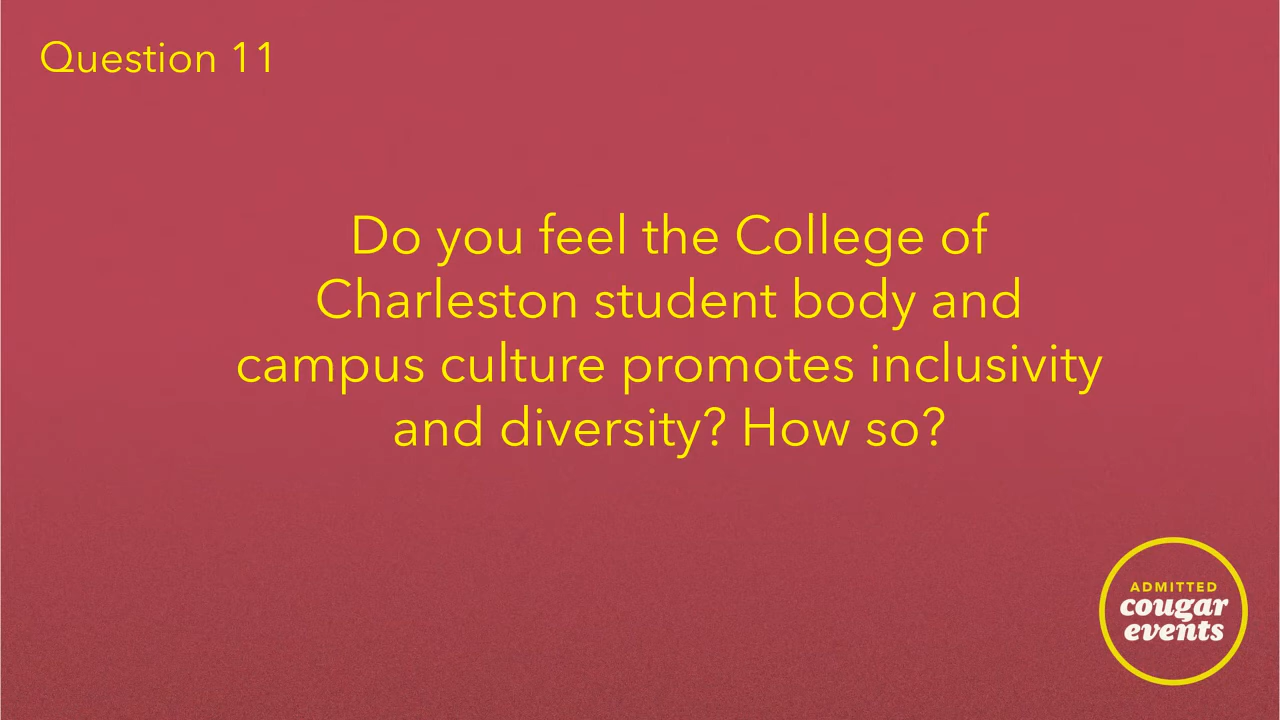 Question 11
Do you feel the College of
Charleston student body and
campus culture promotes inclusivity
and diversity? How so?
ADMITTED
cougar
events